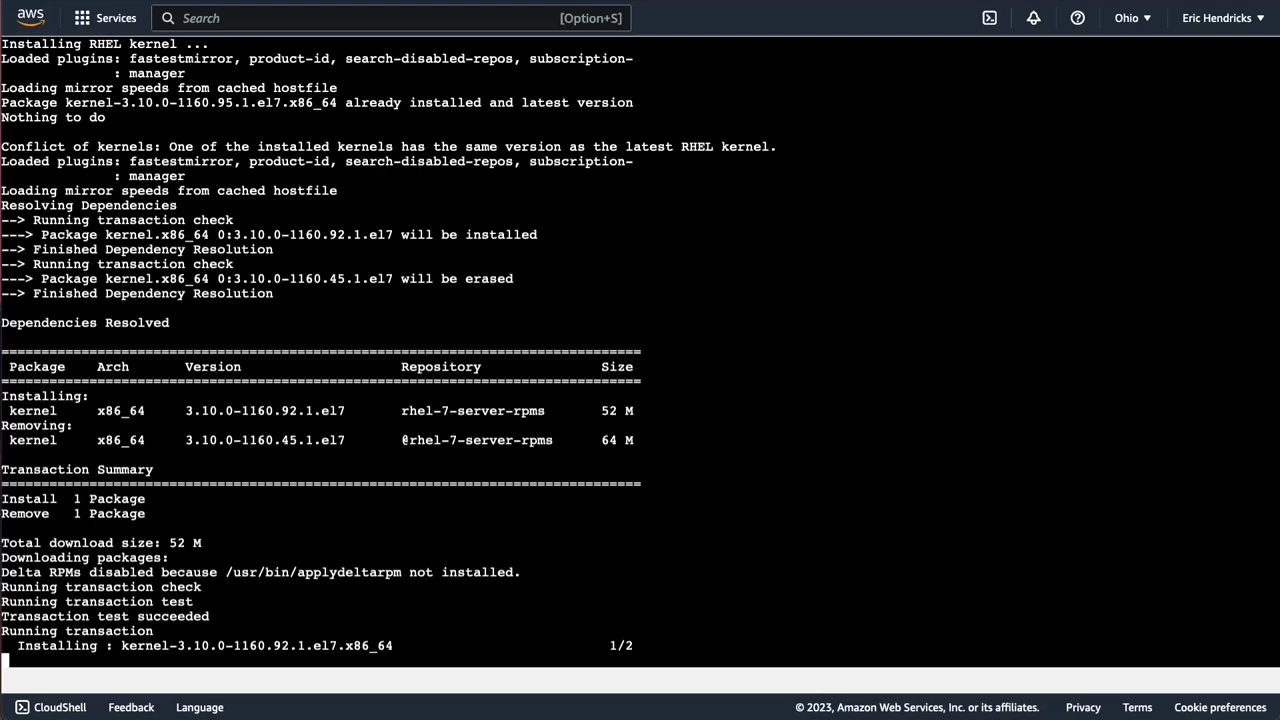 aws Services Search [Option+S] Ohio ▼ Eric Hendricks ▼
Installing RHEL kernel ...
Loaded plugins: fastestmirror, product-id, search-disabled-repos, subscription-
: manager
Loading mirror speeds from cached hostfile
Package kernel-3.10.0-1160.95.1.el7.x86_64 already installed and latest version
Nothing to do
Conflict of kernels: One of the installed kernels has the same version as the latest RHEL kernel.
Loaded plugins: fastestmirror, product-id, search-disabled-repos, subscription-
: manager
Loading mirror speeds from cached hostfile
Resolving Dependencies
--> Running transaction check
---> Package kernel.x86_64 0:3.10.0-1160.92.1.el7 will be installed
--> Finished Dependency Resolution
--> Running transaction check
---> Package kernel.x86_64 0:3.10.0-1160.45.1.el7 will be erased
--> Finished Dependency Resolution
Dependencies Resolved
================================================================================
Package Arch Version Repository Size
================================================================================
Installing:
kernel x86_64 3.10.0-1160.92.1.el7 rhel-7-server-rpms 52 M
Removing:
kernel x86_64 3.10.0-1160.45.1.el7 @rhel-7-server-rpms 64 M
Transaction Summary
================================================================================
Install 1 Package
Remove 1 Package
Total download size: 52 M
Downloading packages:
Delta RPMs disabled because /usr/bin/applydeltarpm not installed.
Running transaction check
Running transaction test
Transaction test succeeded
Running transaction
Installing : kernel-3.10.0-1160.92.1.el7.x86_64 1/2
CloudShell Feedback Language © 2023, Amazon Web Services, Inc. or its affiliates. Privacy Terms Cookie preferences